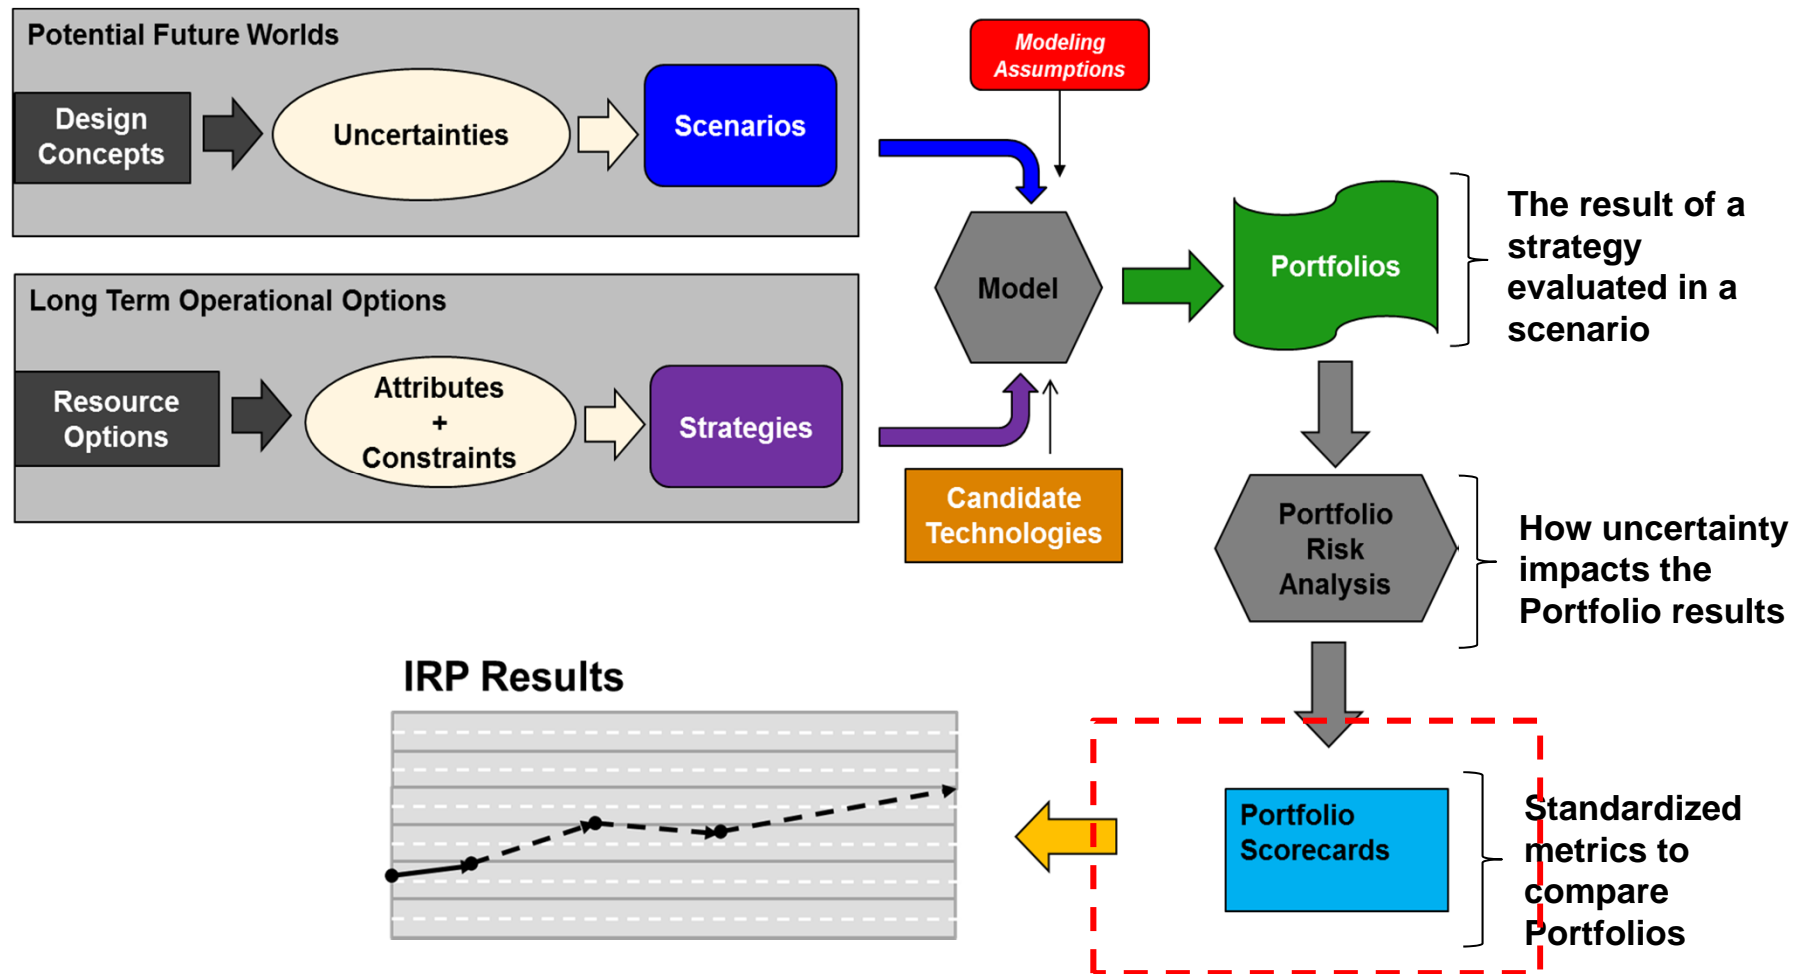 Potential Future Worlds
Design
Concepts
Uncertainties
Scenarios
Modeling
Assumptions
Long Term Operational Options
Resource
Options
Attributes
+
Constraints
Strategies
Model
Candidate
Technologies
Portfolios
The result of a
strategy
evaluated in a
scenario
Portfolio
Risk
Analysis
How uncertainty
impacts the
Portfolio results
Portfolio
Scorecards
Standardized
metrics to
compare
Portfolios
IRP Results